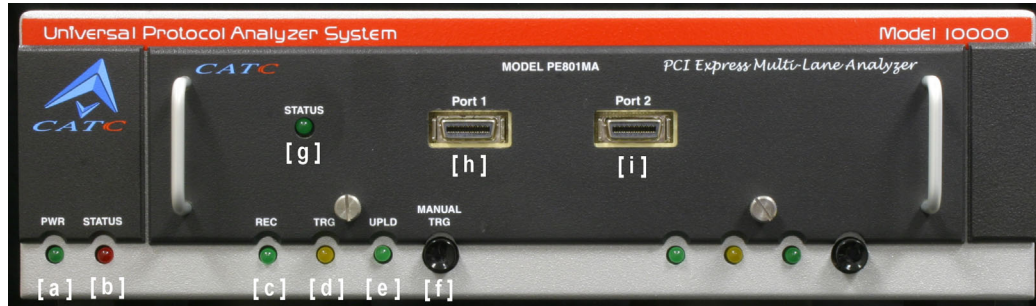 Universal Protocol Analyzer System
Model 10000
CATC
MODEL PE801MA
PCI Express Multi-Lane Analyzer
CATC
STATUS
[g]
Port 1
[h]
Port 2
[i]
PWR
STATUS
REC
TRG
UPLD
MANUAL
TRG
[a]
[b]
[c]
[d]
[e]
[f]